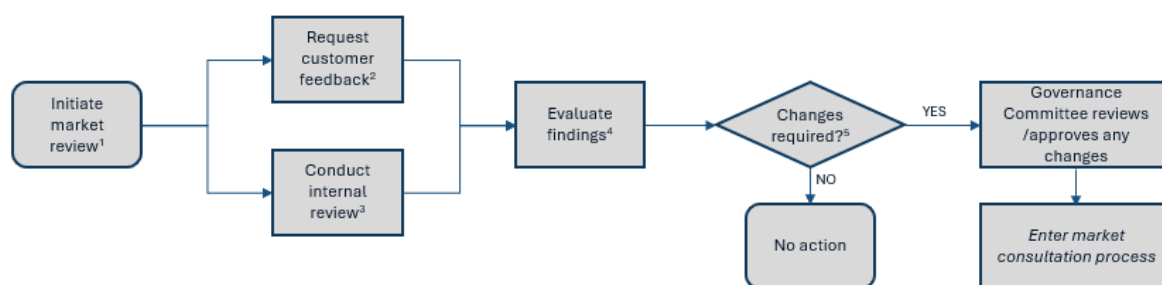 Request
customer
feedback²
Initiate
market
review¹
Conduct
internal
review³
Evaluate
findings⁴
Changes
required?⁵
YES
NO
No action
Governance
Committee reviews
/approves any
changes
Enter market
consultation process